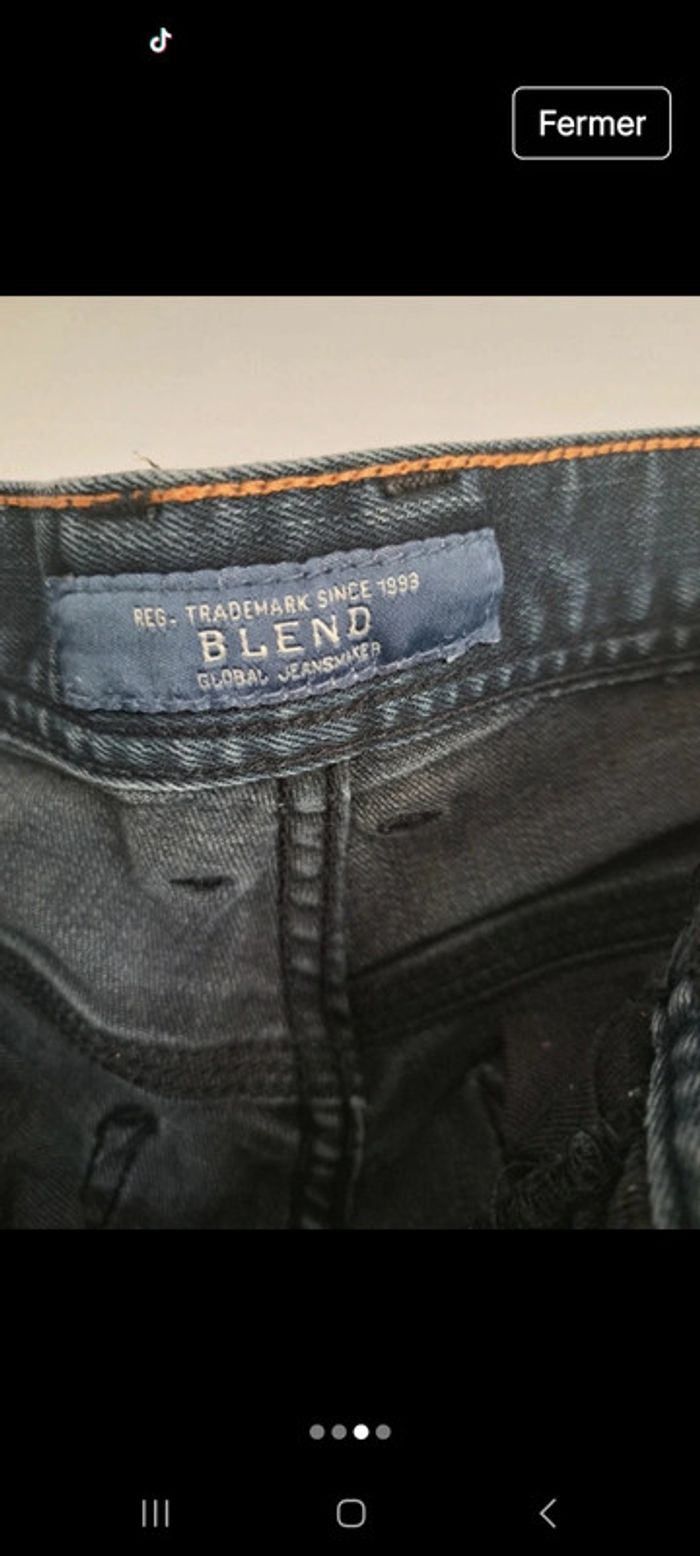 Fermer
REG- TRADEMARK SINCE 1993
BLEND
GLOBAL JEANSMAKER